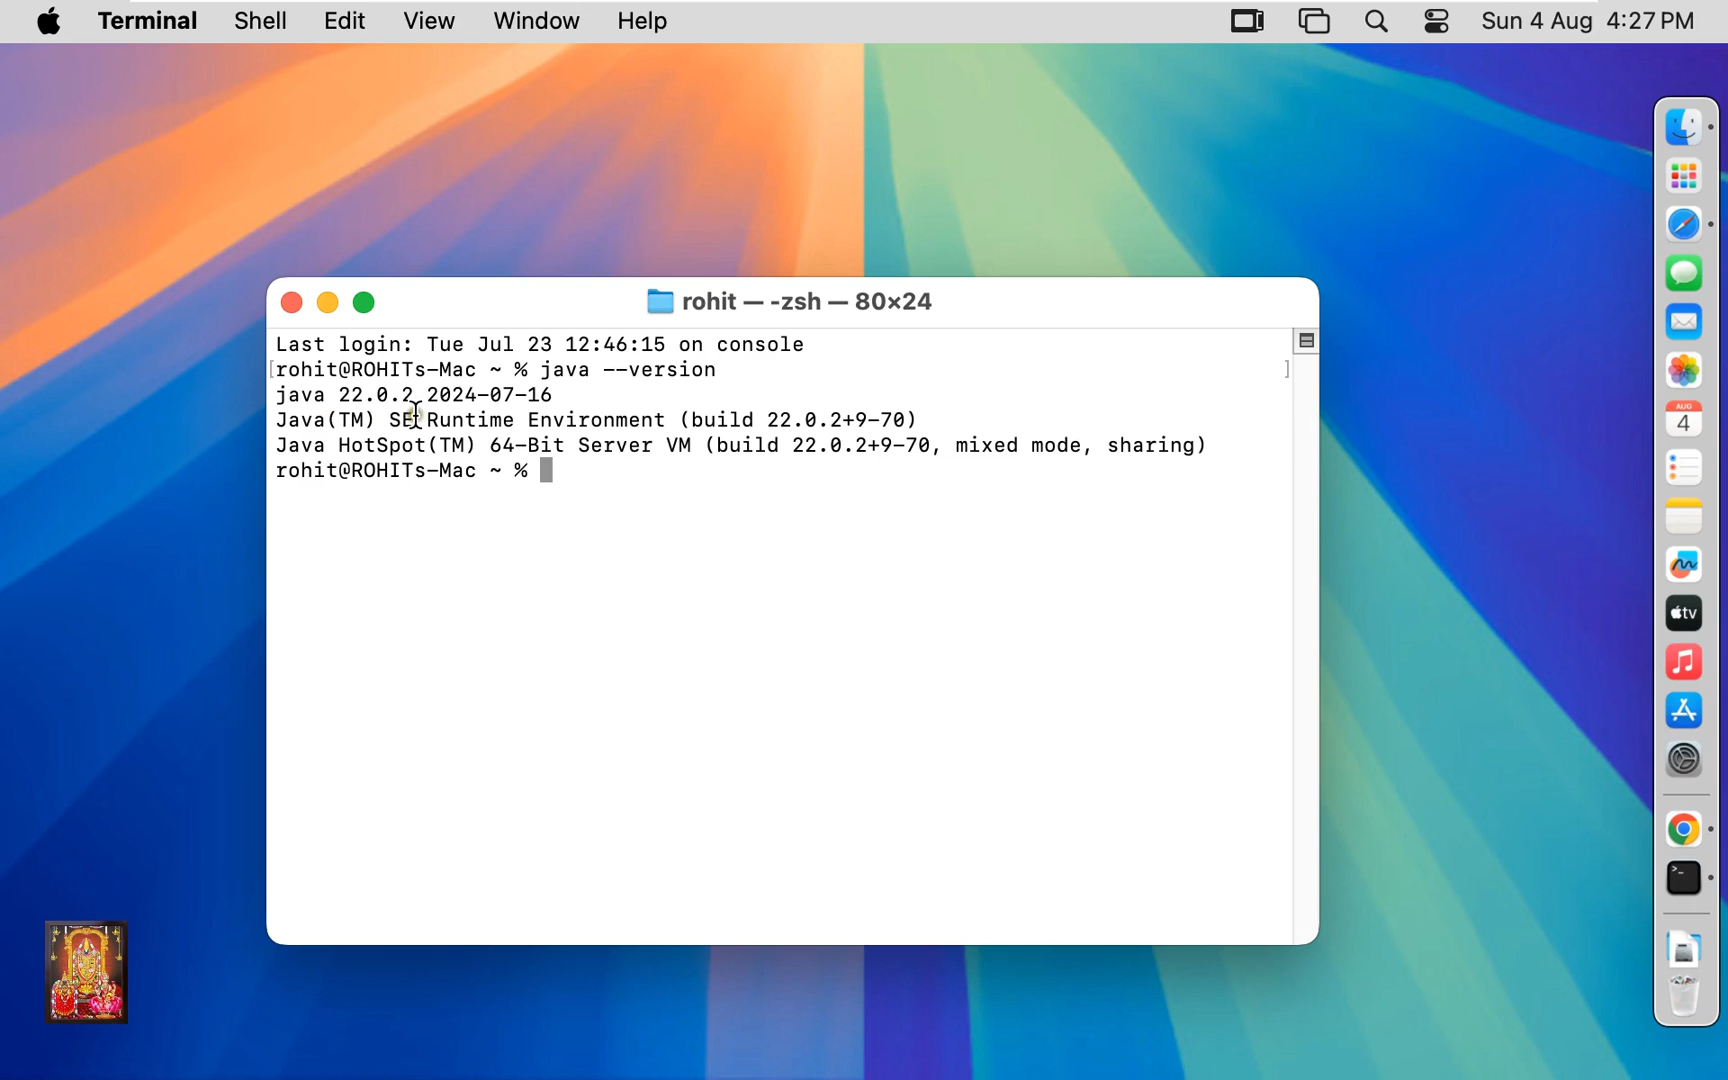 Terminal Shell Edit View Window Help Sun 4 Aug 4:27 PM
rohit — -zsh — 80×24
Last login: Tue Jul 23 12:46:15 on console
[rohit@ROHITs-Mac ~ % java --version ]
java 22.0.2 2024-07-16
Java(TM) SE Runtime Environment (build 22.0.2+9-70)
Java HotSpot(TM) 64-Bit Server VM (build 22.0.2+9-70, mixed mode, sharing)
rohit@ROHITs-Mac ~ %
AUG
4
tv
>_